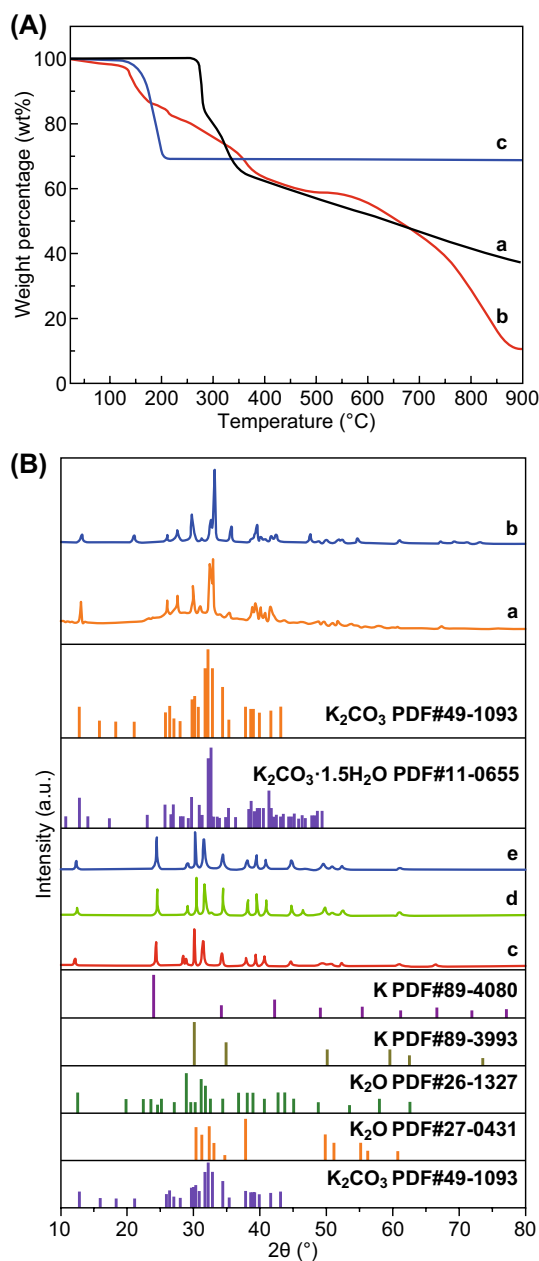 (A)
100
80
60
40
20
0
Weight percentage (wt%)
c
a
b
100 200 300 400 500 600 700 800 900
Temperature (°C)
(B)
b
a
K₂CO₃ PDF#49-1093
K₂CO₃·1.5H₂O PDF#11-0655
Intensity (a.u.)
e
d
c
K PDF#89-4080
K PDF#89-3993
K₂O PDF#26-1327
K₂O PDF#27-0431
K₂CO₃ PDF#49-1093
10 20 30 40 50 60 70 80
2θ (°)